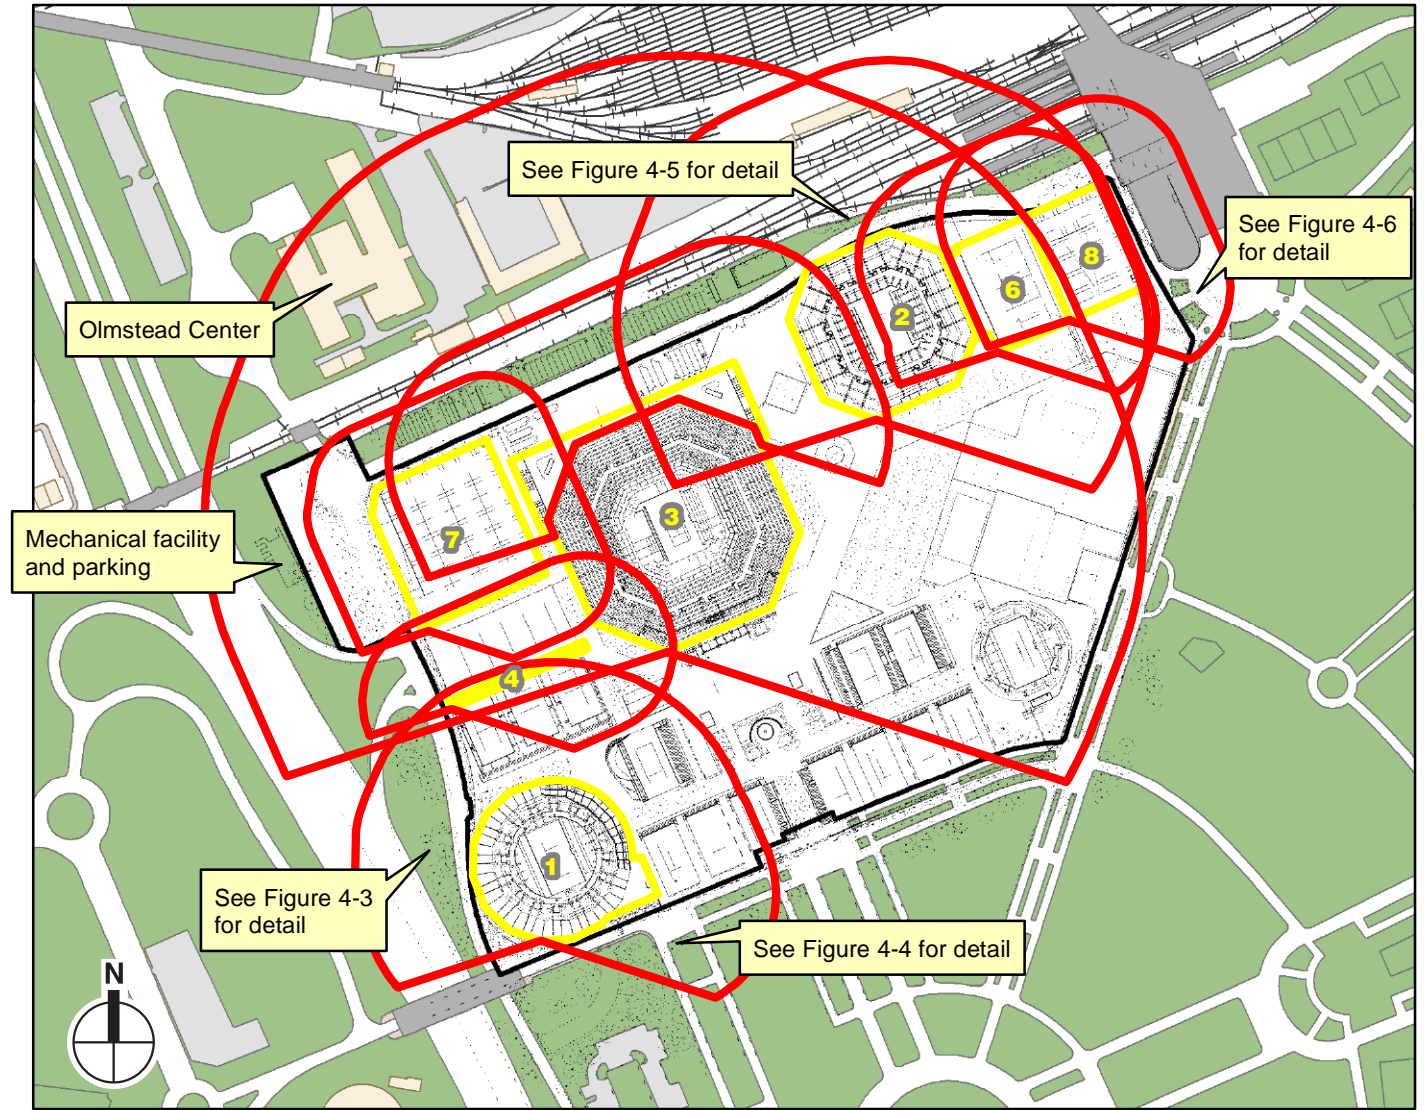 See Figure 4-5 for detail
See Figure 4-6
for detail
8
6
2
Olmstead Center
3
7
Mechanical facility
and parking
4
1
See Figure 4-3
for detail
See Figure 4-4 for detail
N